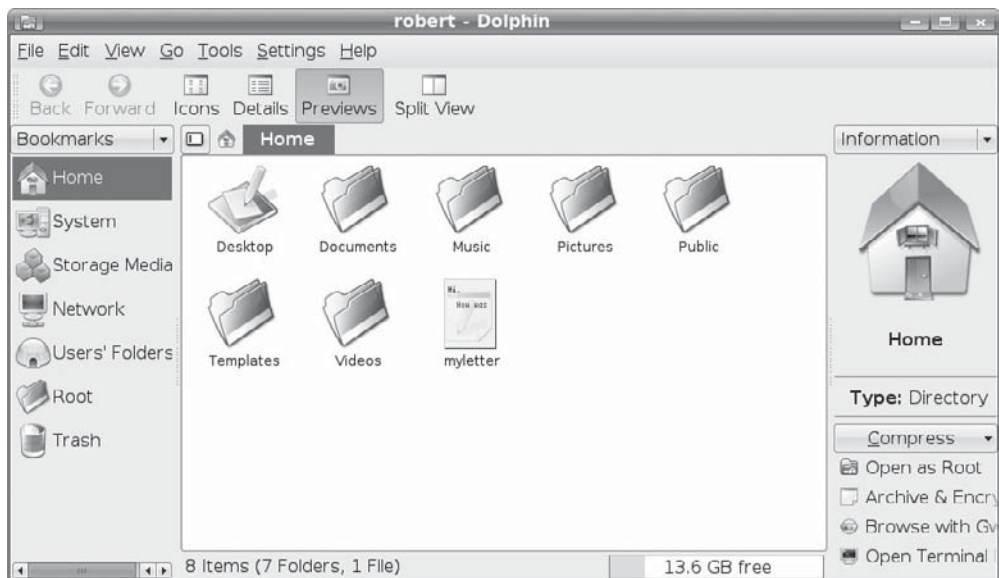 robert - Dolphin
File Edit View Go Tools Settings Help
Back Forward Icons Details Previews Split View
Bookmarks
Home
Information
Home
System
Storage Media
Network
Users' Folders
Root
Trash
Desktop Documents Music Pictures Public
Hi.
How was
Templates Videos myletter
Home
Type: Directory
Compress
Open as Root
Archive & Encry
Browse with Gv
Open Terminal
8 Items (7 Folders, 1 File)
13.6 GB free